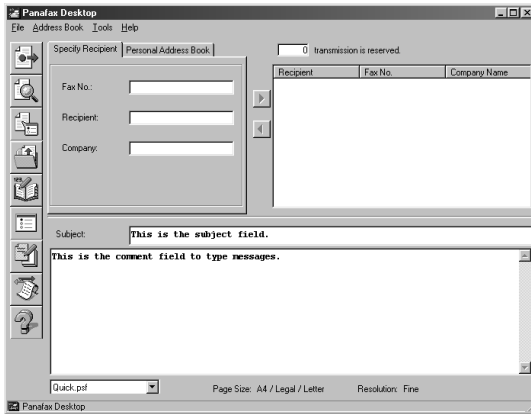 Panafax Desktop
File Address Book Tools Help
Specify Recipient Personal Address Book
0 transmission is reserved.
Recipient Fax No. Company Name
Fax No.:
Recipient:
Company:
Subject: This is the subject field.
This is the comment field to type messages.
Quick.psf Page Size: A4 / Legal / Letter Resolution: Fine
Panafax Desktop